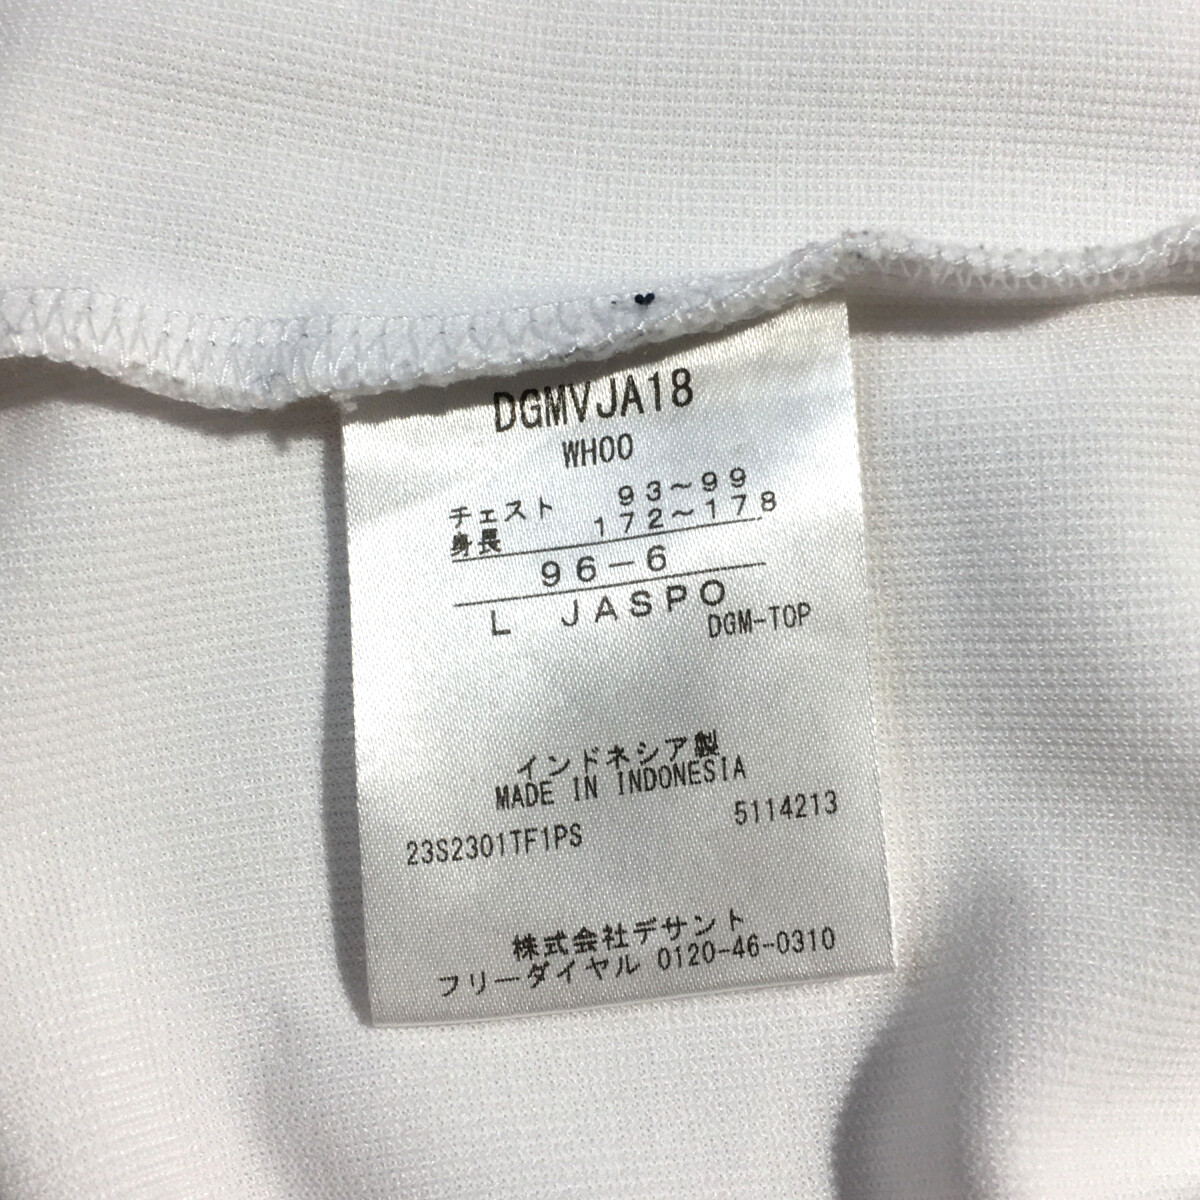 DGMVJA18
WH00
チェスト 93~99
身長 172~178
96-6
L JASPO
DGM-TOP
インドネシア製
MADE IN INDONESIA
5114213
23S2301TF1PS
株式会社デサント
フリーダイヤル 0120-46-0310